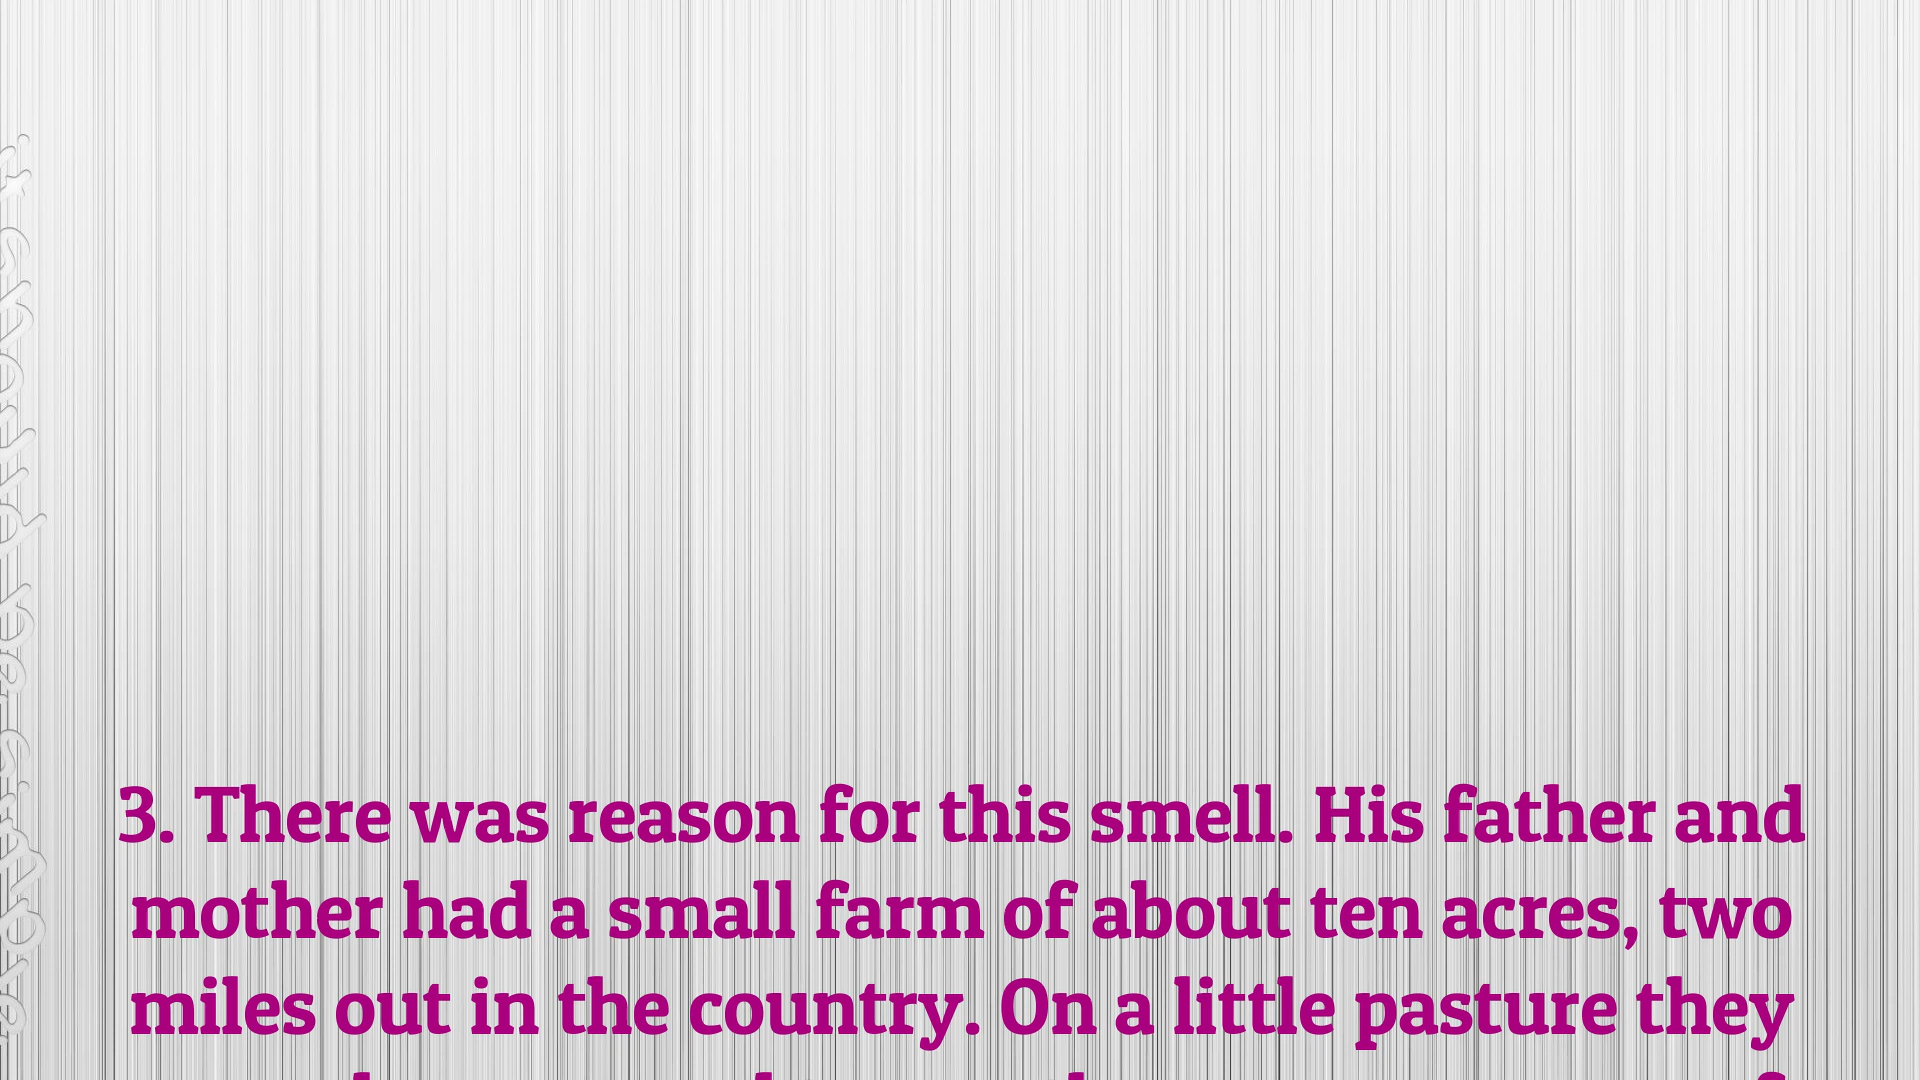 3. There was reason for this smell. His father and
mother had a small farm of about ten acres, two
miles out in the country. On a little pasture they